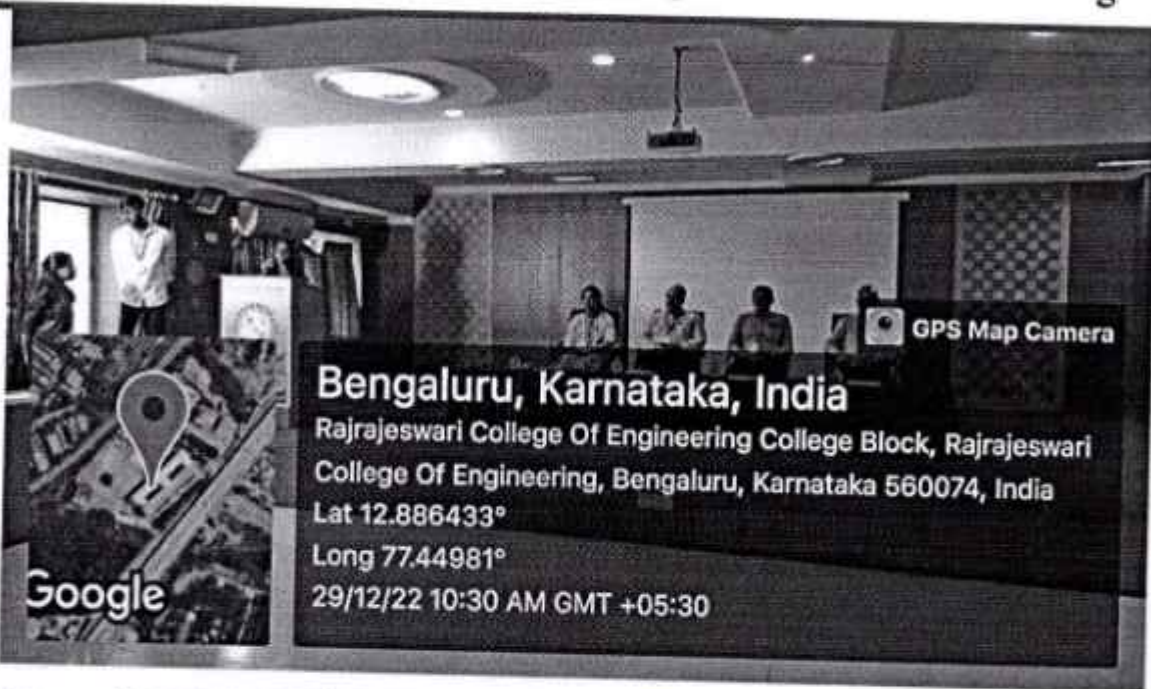 GPS Map Camera
Bengaluru, Karnataka, India
Rajrajeswari College Of Engineering College Block, Rajrajeswari
College Of Engineering, Bengaluru, Karnataka 560074, India
Lat 12.886433°
Long 77.44981°
29/12/22 10:30 AM GMT +05:30
Google